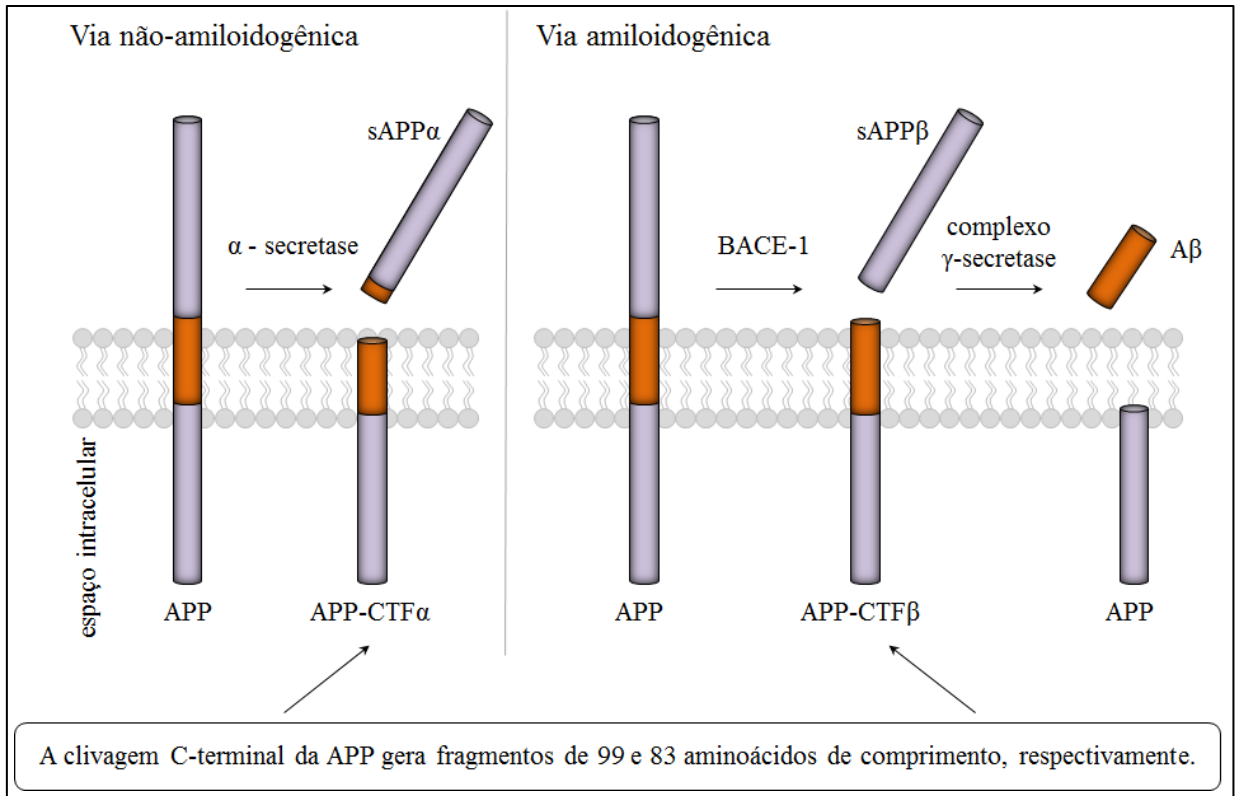 Via não-amiloidogênica
sAPPα
α - secretase
espaço intracelular
APP
APP-CTFα
Via amiloidogênica
sAPPβ
BACE-1
complexo
γ-secretase
Aβ
APP
APP-CTFβ
APP
A clivagem C-terminal da APP gera fragmentos de 99 e 83 aminoácidos de comprimento, respectivamente.